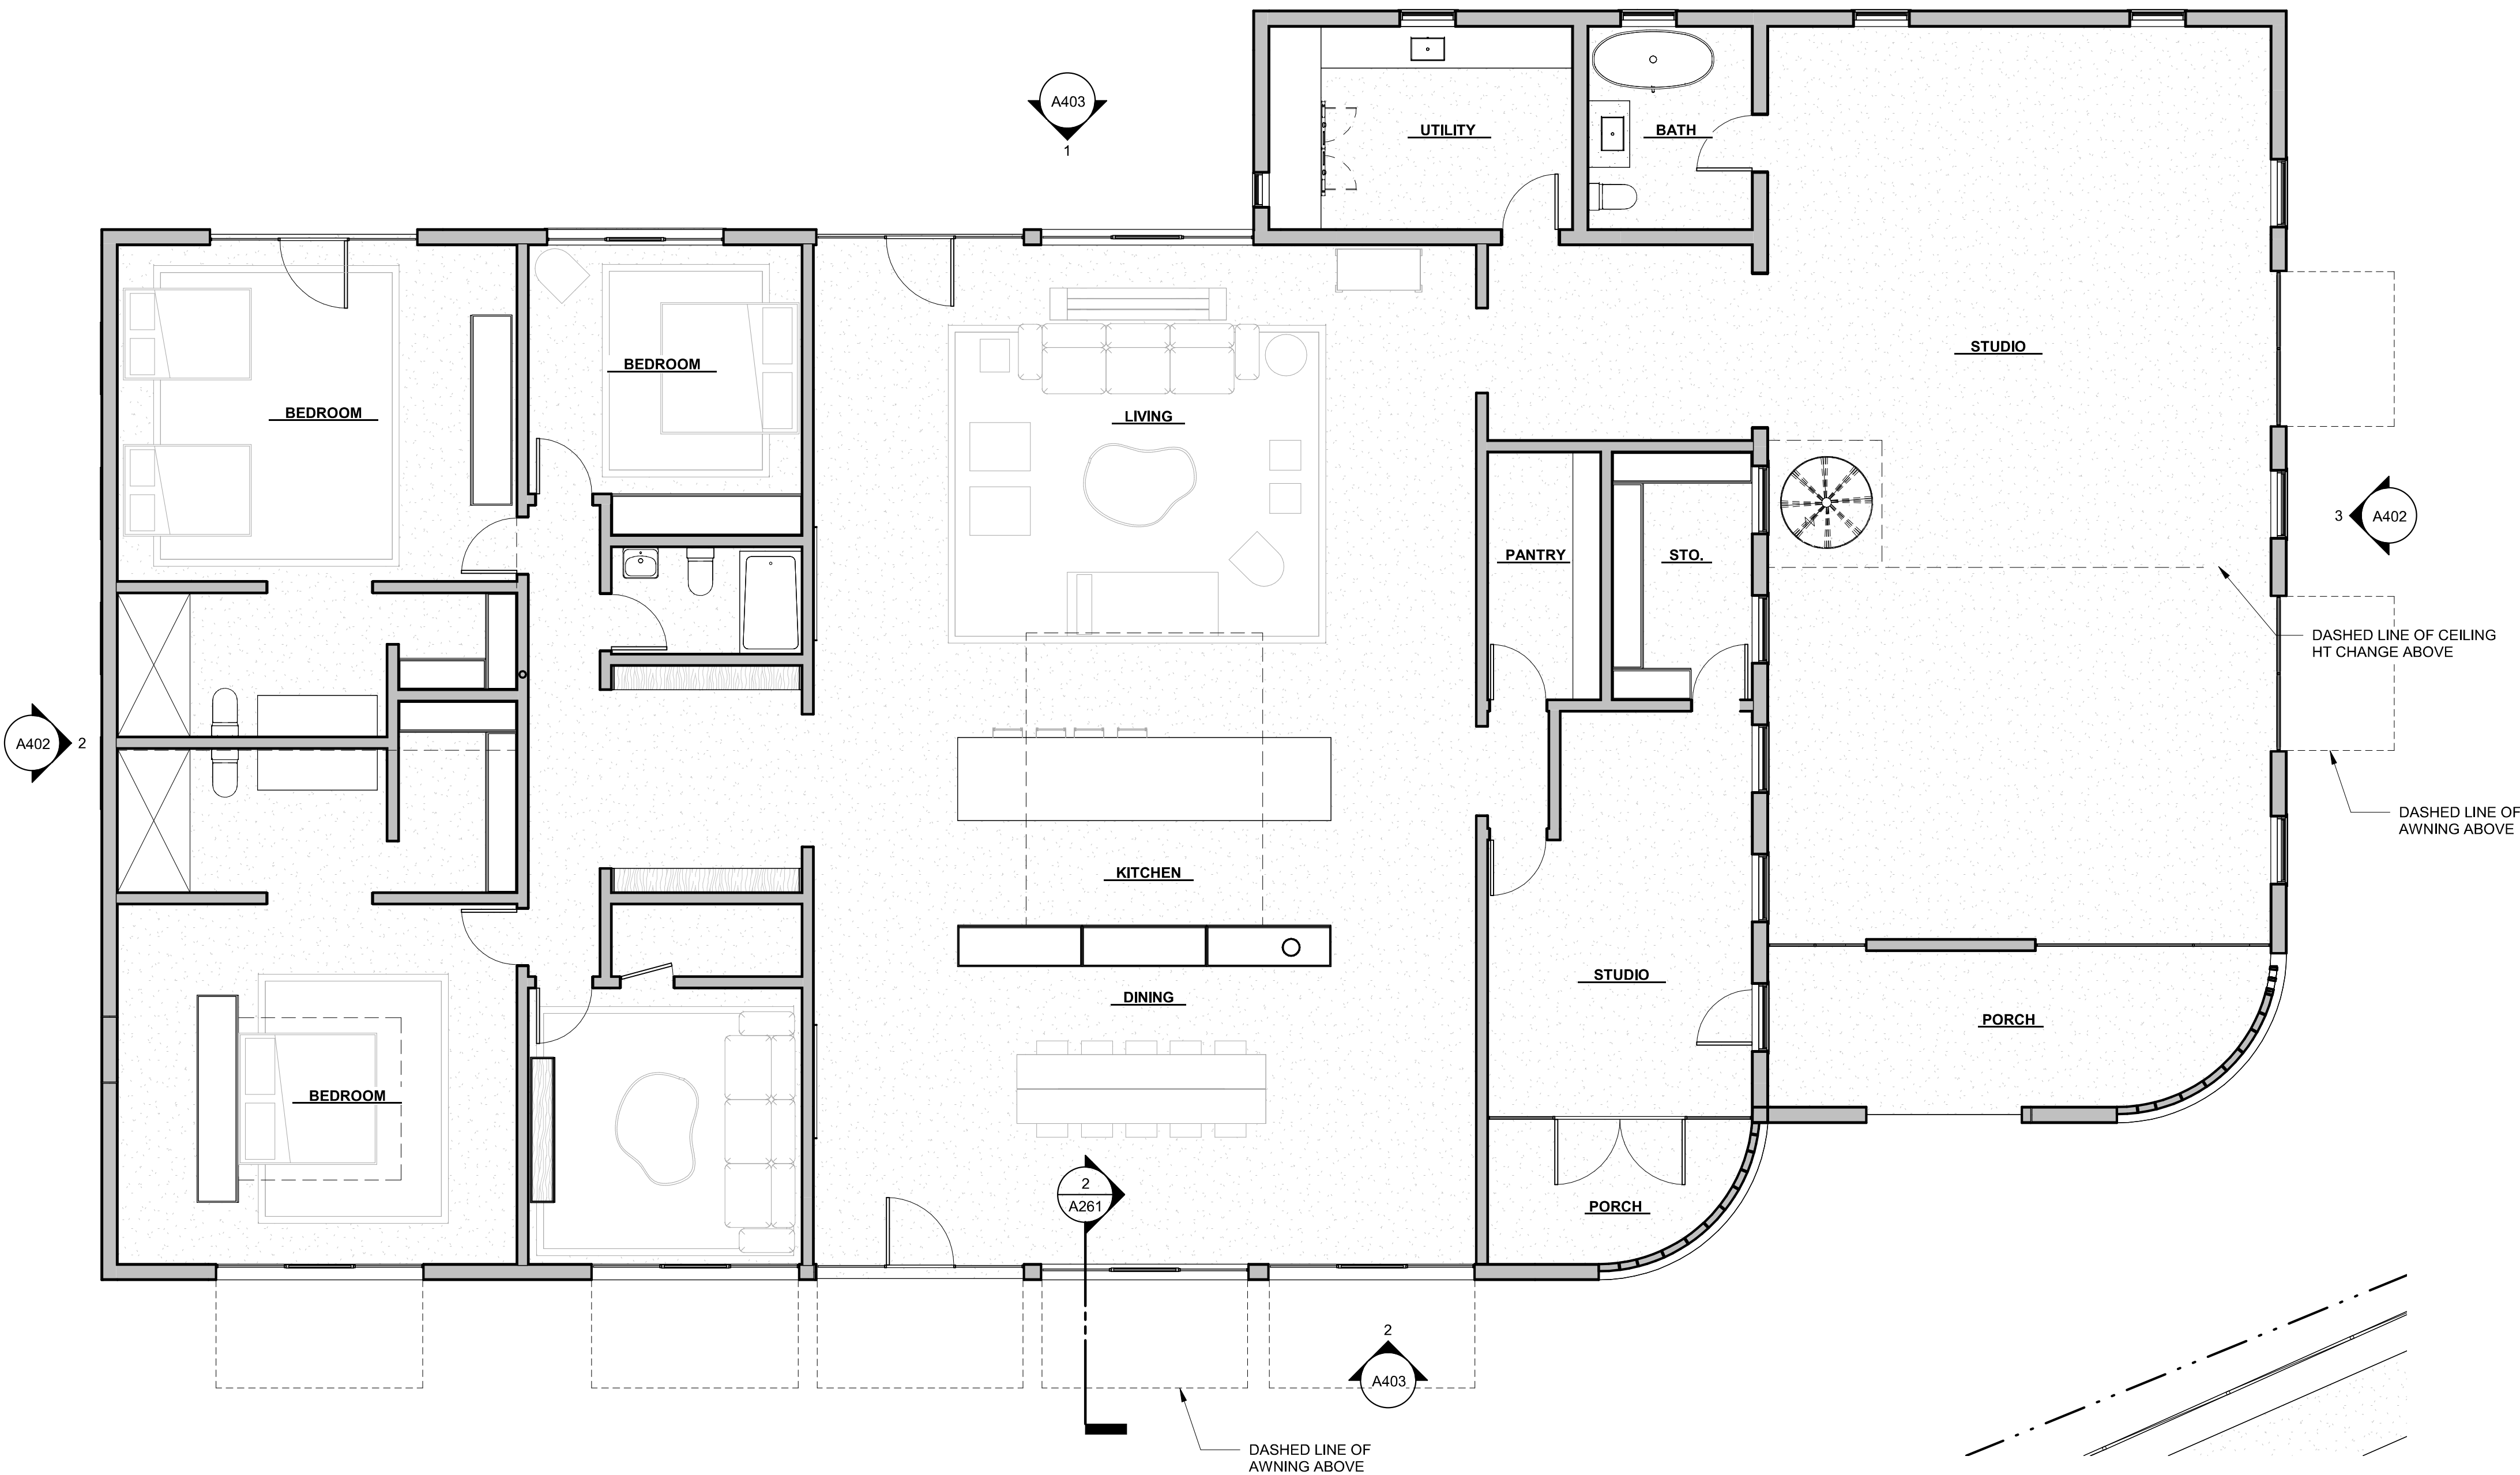 A403
1
UTILITY
BATH
STUDIO
BEDROOM
BEDROOM
LIVING
3
A402
PANTRY
STO.
DASHED LINE OF CEILING
HT CHANGE ABOVE
A402
2
DASHED LINE OF
AWNING ABOVE
KITCHEN
STUDIO
DINING
PORCH
BEDROOM
2
A261
PORCH
2
A403
DASHED LINE OF
AWNING ABOVE